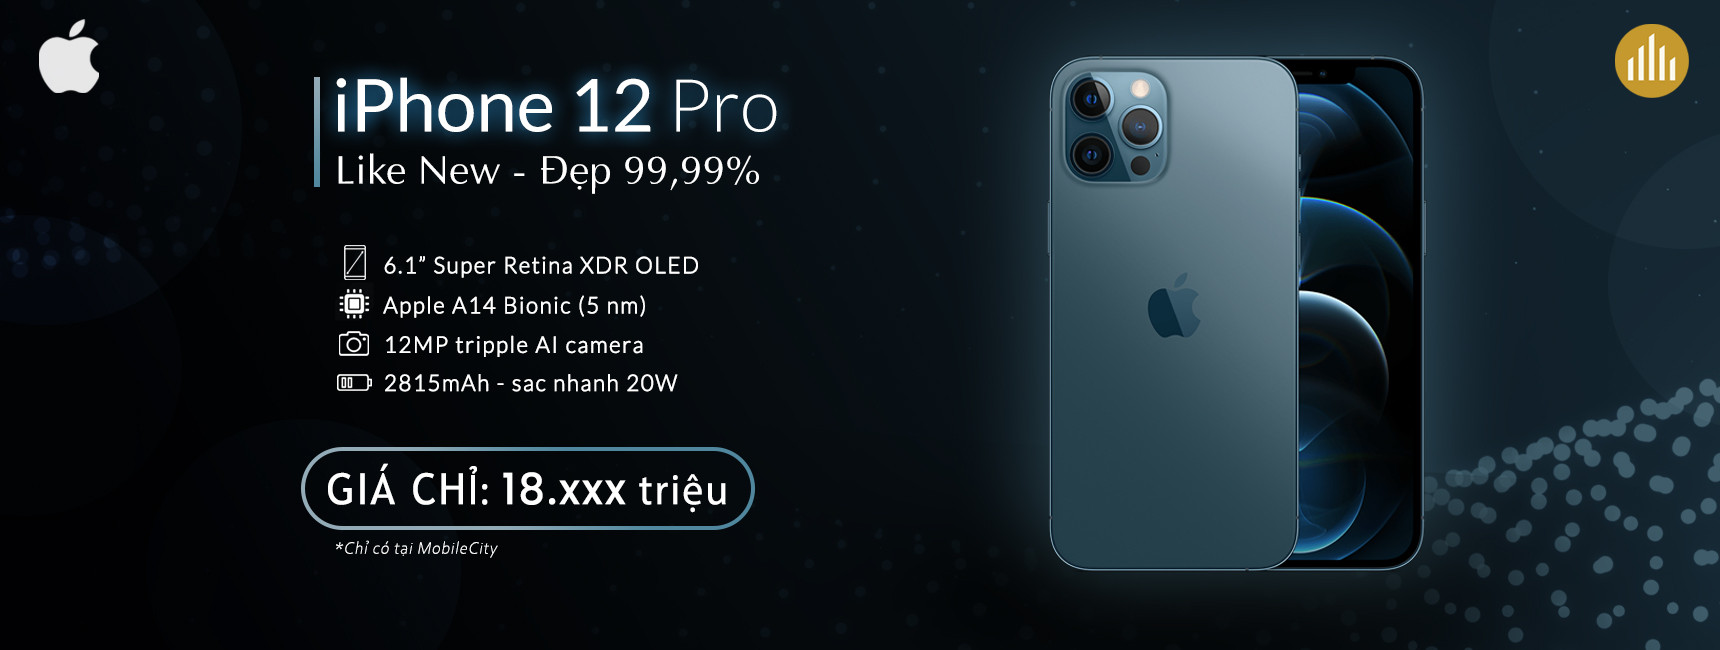 iPhone 12 Pro
Like New - Đẹp 99,99%
6.1” Super Retina XDR OLED
Apple A14 Bionic (5 nm)
12MP tripple AI camera
2815mAh - sac nhanh 20W
GIÁ CHỈ: 18.xxx triệu
*Chỉ có tại MobileCity